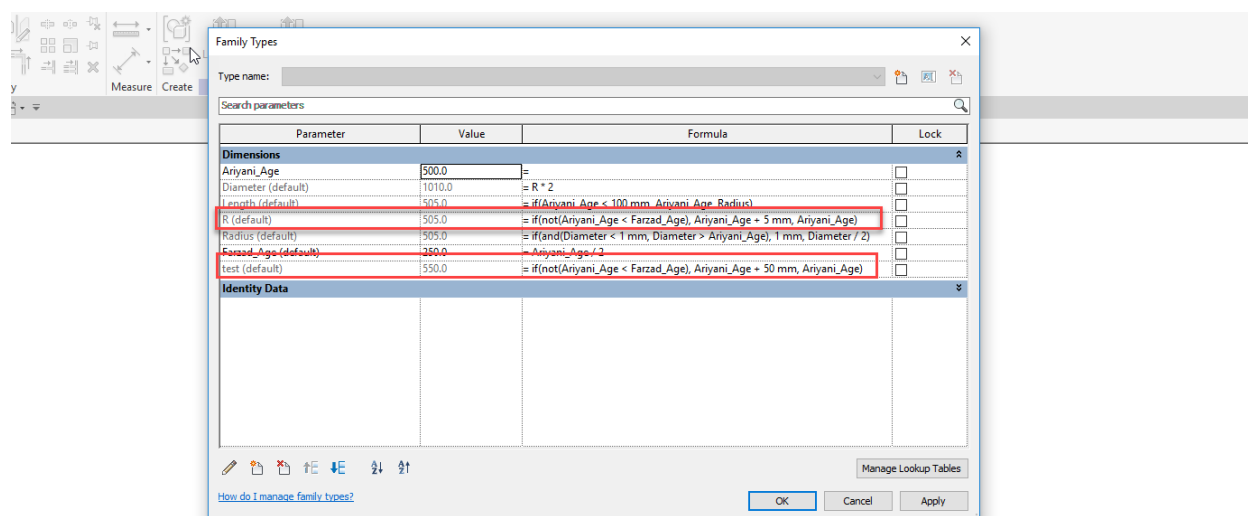 Measure Create
Family Types
Type name:
Search parameters
Parameter Value Formula Lock
Dimensions
Ariyani_Age 500.0 =
Diameter (default) 1010.0 = R * 2
Length (default) 505.0 = if(Ariyani_Age < 100 mm, Ariyani_Age, Radius)
R (default) 505.0 = if(not(Ariyani_Age < Farzad_Age), Ariyani_Age + 5 mm, Ariyani_Age)
Radius (default) 505.0 = if(and(Diameter < 1 mm, Diameter > Ariyani_Age), 1 mm, Diameter / 2)
Farzad_Age (default) 250.0 = Ariyani_Age / 2
test (default) 550.0 = if(not(Ariyani_Age < Farzad_Age), Ariyani_Age + 50 mm, Ariyani_Age)
Identity Data
Manage Lookup Tables
How do I manage family types?
OK Cancel Apply